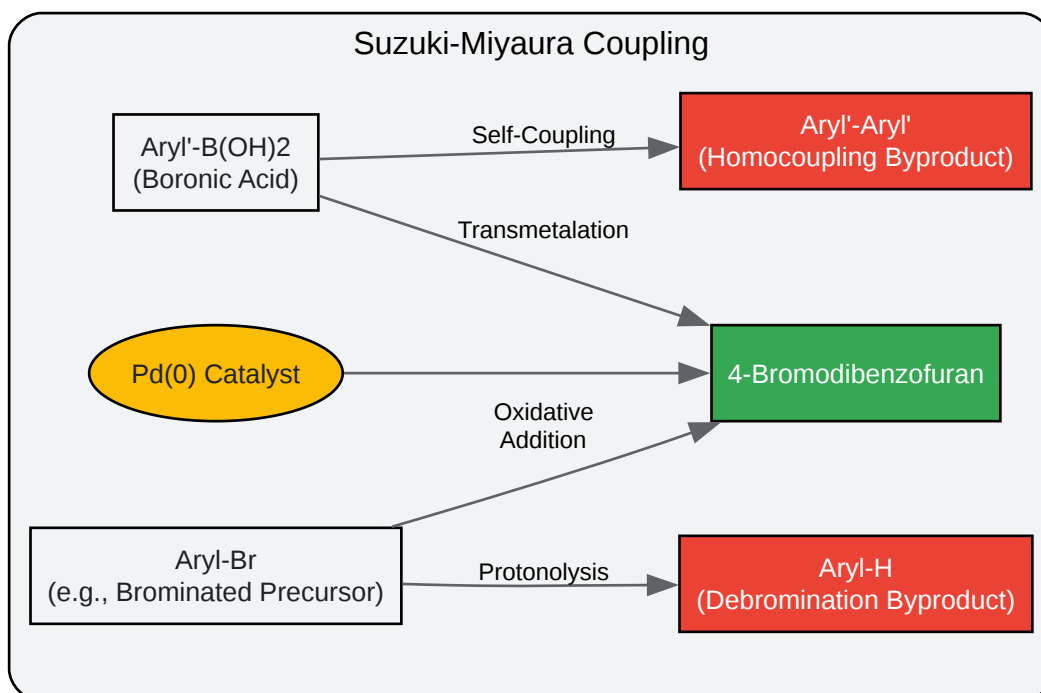 Suzuki-Miyaura Coupling
Aryl'-B(OH)2
(Boronic Acid)
Self-Coupling
Aryl'-Aryl'
(Homocoupling Byproduct)
Transmetalation
Pd(0) Catalyst
4-Bromodibenzofuran
Oxidative
Addition
Aryl-Br
(e.g., Brominated Precursor)
Protonolysis
Aryl-H
(Debromination Byproduct)